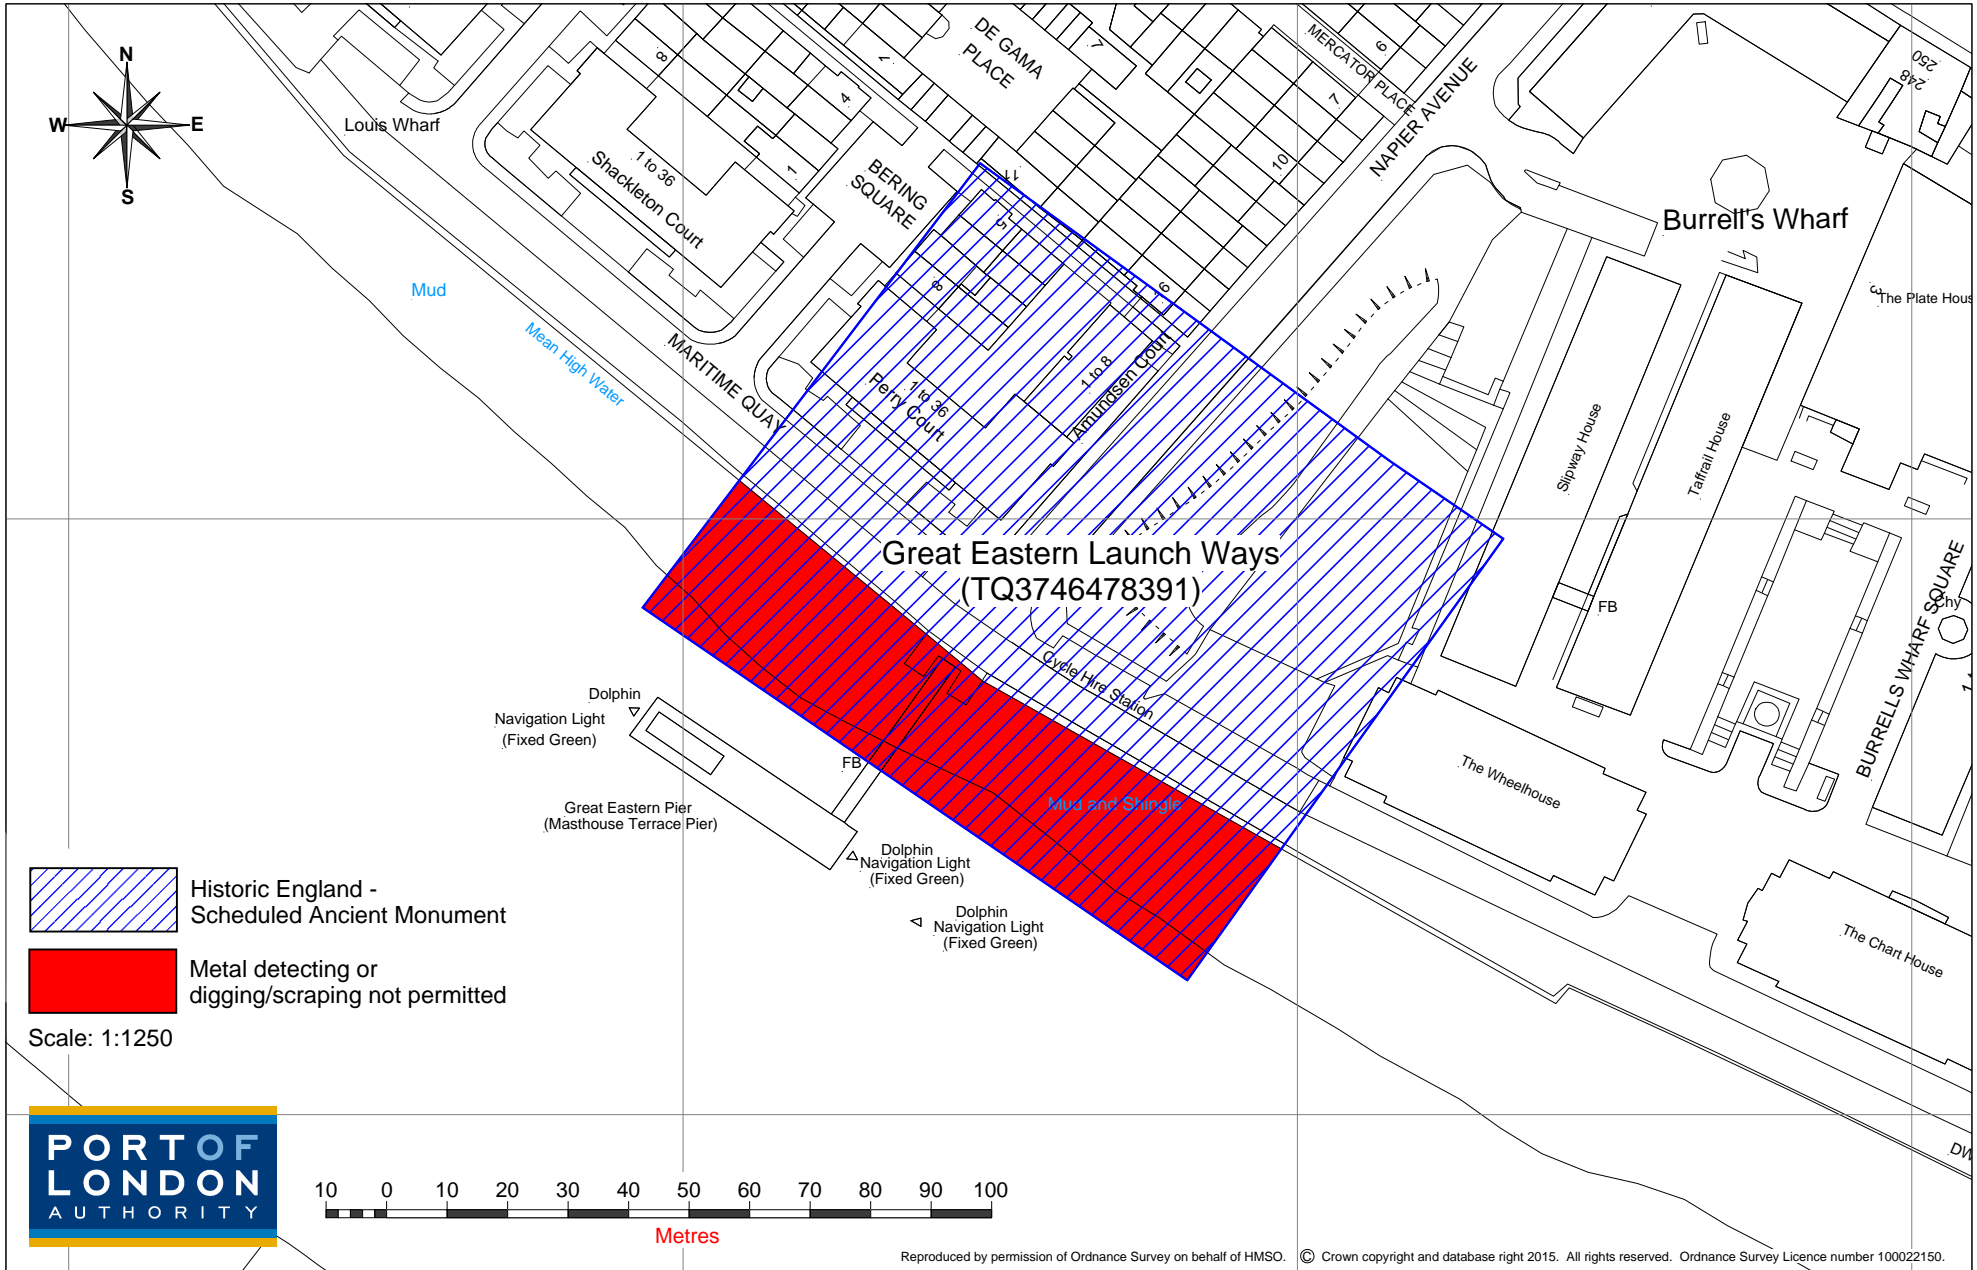 N
W
E
S
Louis Wharf
8
4
1
1 to 36
Shackleton Court
7
DE GAMA
PLACE
7
MERCATOR PLACE
6
7
10
NAPIER AVENUE
BERING
SQUARE
11
5
8
9
250
248
Burrell's Wharf
3
The Plate Hous
Mud
Mean High Water
MARITIME QUAY
1 to 36
Perry Court
1 to 8
Amundsen Court
Slipway House
Taffrail House
Great Eastern Launch Ways
(TQ3746478391)
FB
Chy
BURRELLS WHARF SQUARE
Cycle Hire Station
Dolphin
Navigation Light
(Fixed Green)
FB
Great Eastern Pier
(Masthouse Terrace Pier)
Mud and Shingle
The Wheelhouse
Dolphin
Navigation Light
(Fixed Green)
Dolphin
Navigation Light
(Fixed Green)
The Chart House
Historic England -
Scheduled Ancient Monument
Metal detecting or
digging/scraping not permitted
Scale: 1:1250
PORT OF
LONDON
AUTHORITY
10 0 10 20 30 40 50 60 70 80 90 100
Metres
DW
Reproduced by permission of Ordnance Survey on behalf of HMSO. © Crown copyright and database right 2015. All rights reserved. Ordnance Survey Licence number 100022150.